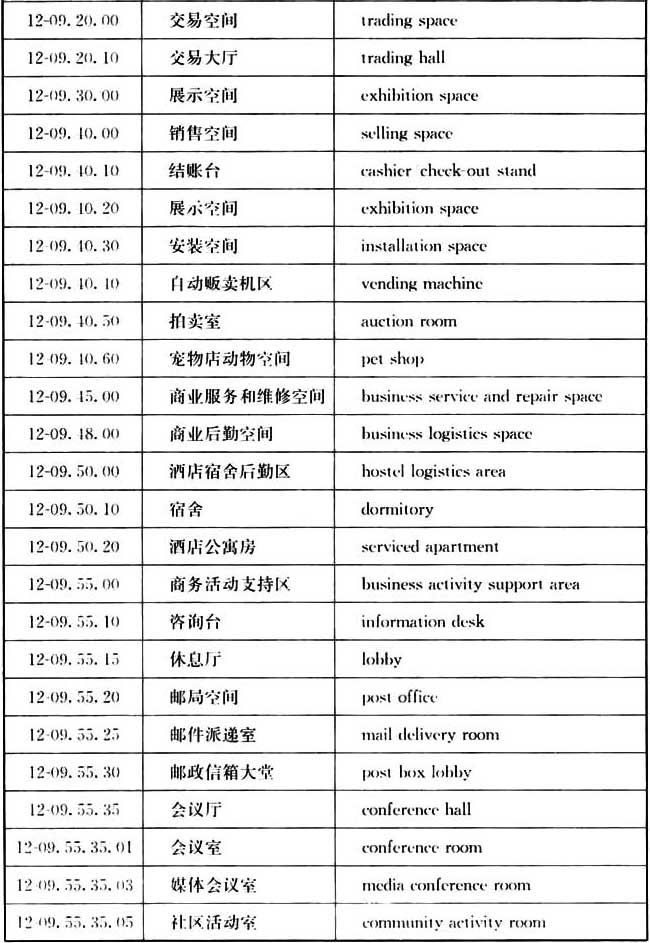 12-09. 20. 00 交易空间 trading space
12-09. 20. 10 交易大厅 trading hall
12-09. 30. 00 展示空间 exhibition space
12-09. 40. 00 销售空间 selling space
12-09. 40. 10 结账台 cashier check-out stand
12-09. 40. 20 展示空间 exhibition space
12-09. 40. 30 安装空间 installation space
12-09. 40. 40 自动贩卖机区 vending machine
12-09. 40. 50 拍卖室 auction room
12-09. 40. 60 宠物店动物空间 pet shop
12-09. 45. 00 商业服务和维修空间 business service and repair space
12-09. 48. 00 商业后勤空间 business logistics space
12-09. 50. 00 酒店宿舍后勤区 hostel logistics area
12-09. 50. 10 宿舍 dormitory
12-09. 50. 20 酒店公寓房 serviced apartment
12-09. 55. 00 商务活动支持区 business activity support area
12-09. 55. 10 咨询台 information desk
12-09. 55. 15 休息厅 lobby
12-09. 55. 20 邮局空间 post office
12-09. 55. 25 邮件派递室 mail delivery room
12-09. 55. 30 邮政信箱大堂 post box lobby
12-09. 55. 35 会议厅 conference hall
12-09. 55. 35. 01 会议室 conference room
12-09. 55. 35. 03 媒体会议室 media conference room
12-09. 55. 35. 05 社区活动室 community activity room